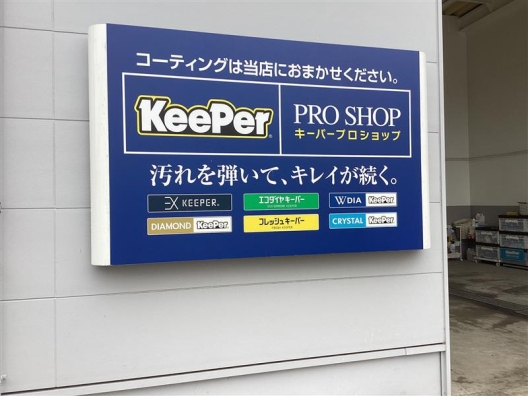 コーティングは当店におまかせください。
KeePer®
PRO SHOP
キーパープロショップ
汚れを弾いて、キレイが続く。
EX KEEPER.
エコダイヤキーパー
W DIA KeePer
DIAMOND KeePer
フレッシュキーパー
CRYSTAL KeePer